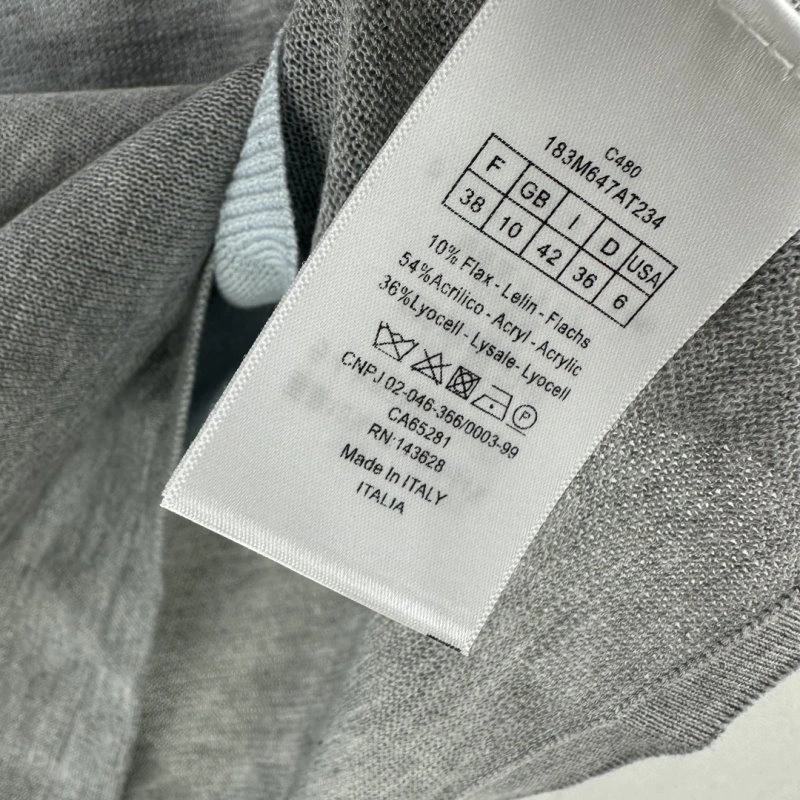 C480
183M647AT234
F GB I D USA
38 10 42 36 6
10% Flax - Lefin - Flachs
54%Acrilico - Acryl - Acrylic
36%Lyocell - Lysale - Lyocell
P
CNPJ 02-046-366/0003-99
CA65281
RN:143628
Made In ITALY
ITALIA